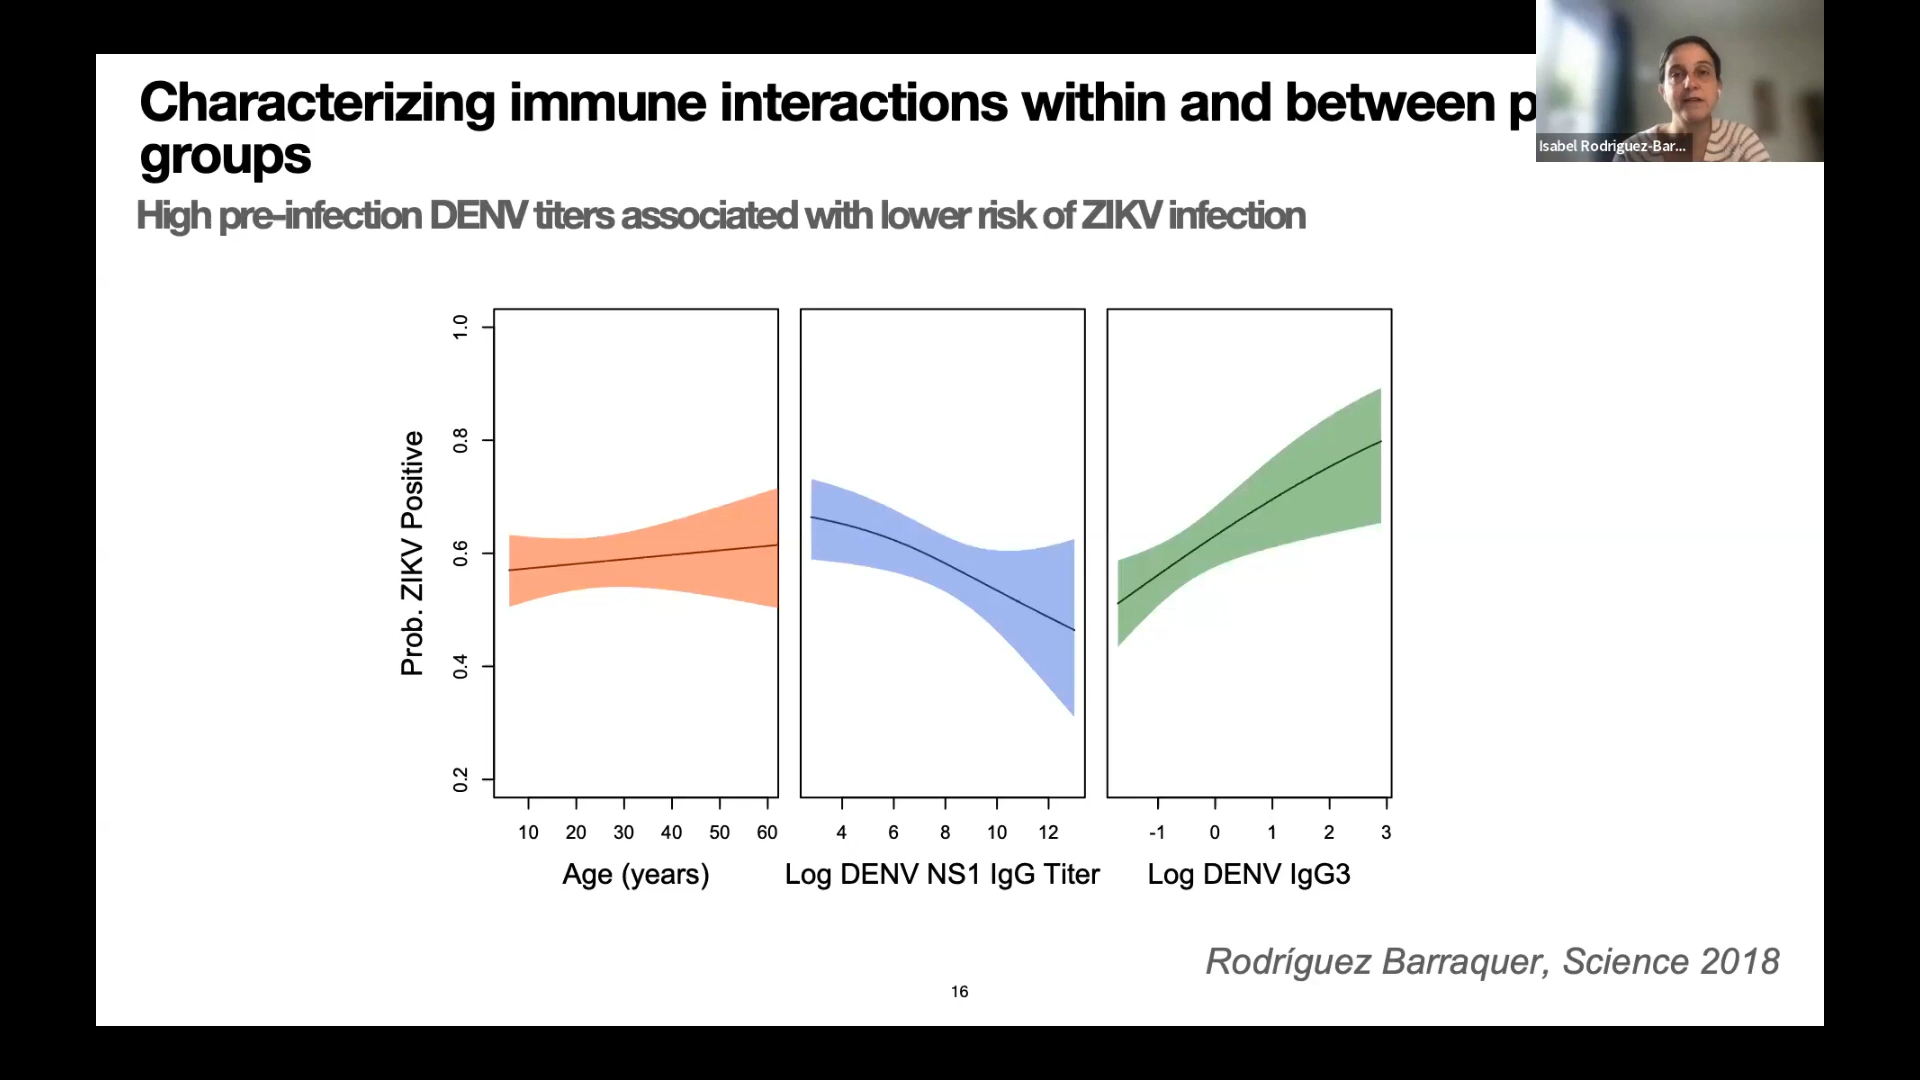 Characterizing immune interactions within and between p
groups
High pre-infection DENV titers associated with lower risk of ZIKV infection
Isabel Rodriguez-Bar...
Prob. ZIKV Positive
1.0
0.8
0.6
0.4
0.2
10 20 30 40 50 60
4 6 8 10 12
-1 0 1 2 3
Age (years)
Log DENV NS1 IgG Titer
Log DENV IgG3
Rodríguez Barraquer, Science 2018
16